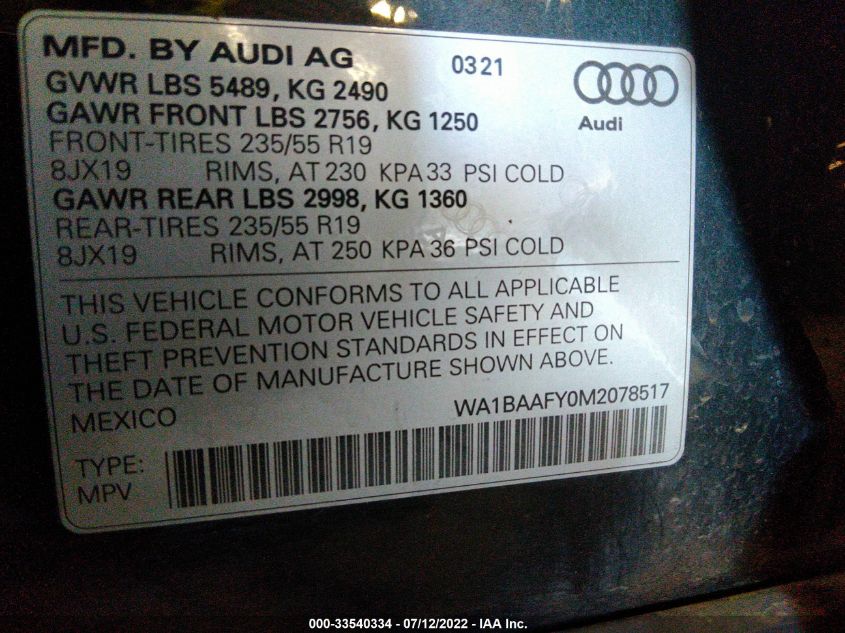 MFD. BY AUDI AG 0321
GVWR LBS 5489, KG 2490
GAWR FRONT LBS 2756, KG 1250
Audi
FRONT-TIRES 235/55 R19
8JX19 RIMS, AT 230 KPA 33 PSI COLD
GAWR REAR LBS 2998, KG 1360
REAR-TIRES 235/55 R19
8JX19 RIMS, AT 250 KPA 36 PSI COLD
THIS VEHICLE CONFORMS TO ALL APPLICABLE
U.S. FEDERAL MOTOR VEHICLE SAFETY AND
THEFT PREVENTION STANDARDS IN EFFECT ON
THE DATE OF MANUFACTURE SHOWN ABOVE.
MEXICO WA1BAAFY0M2078517
TYPE:
MPV
000-33540334 - 07/12/2022 - IAA Inc.